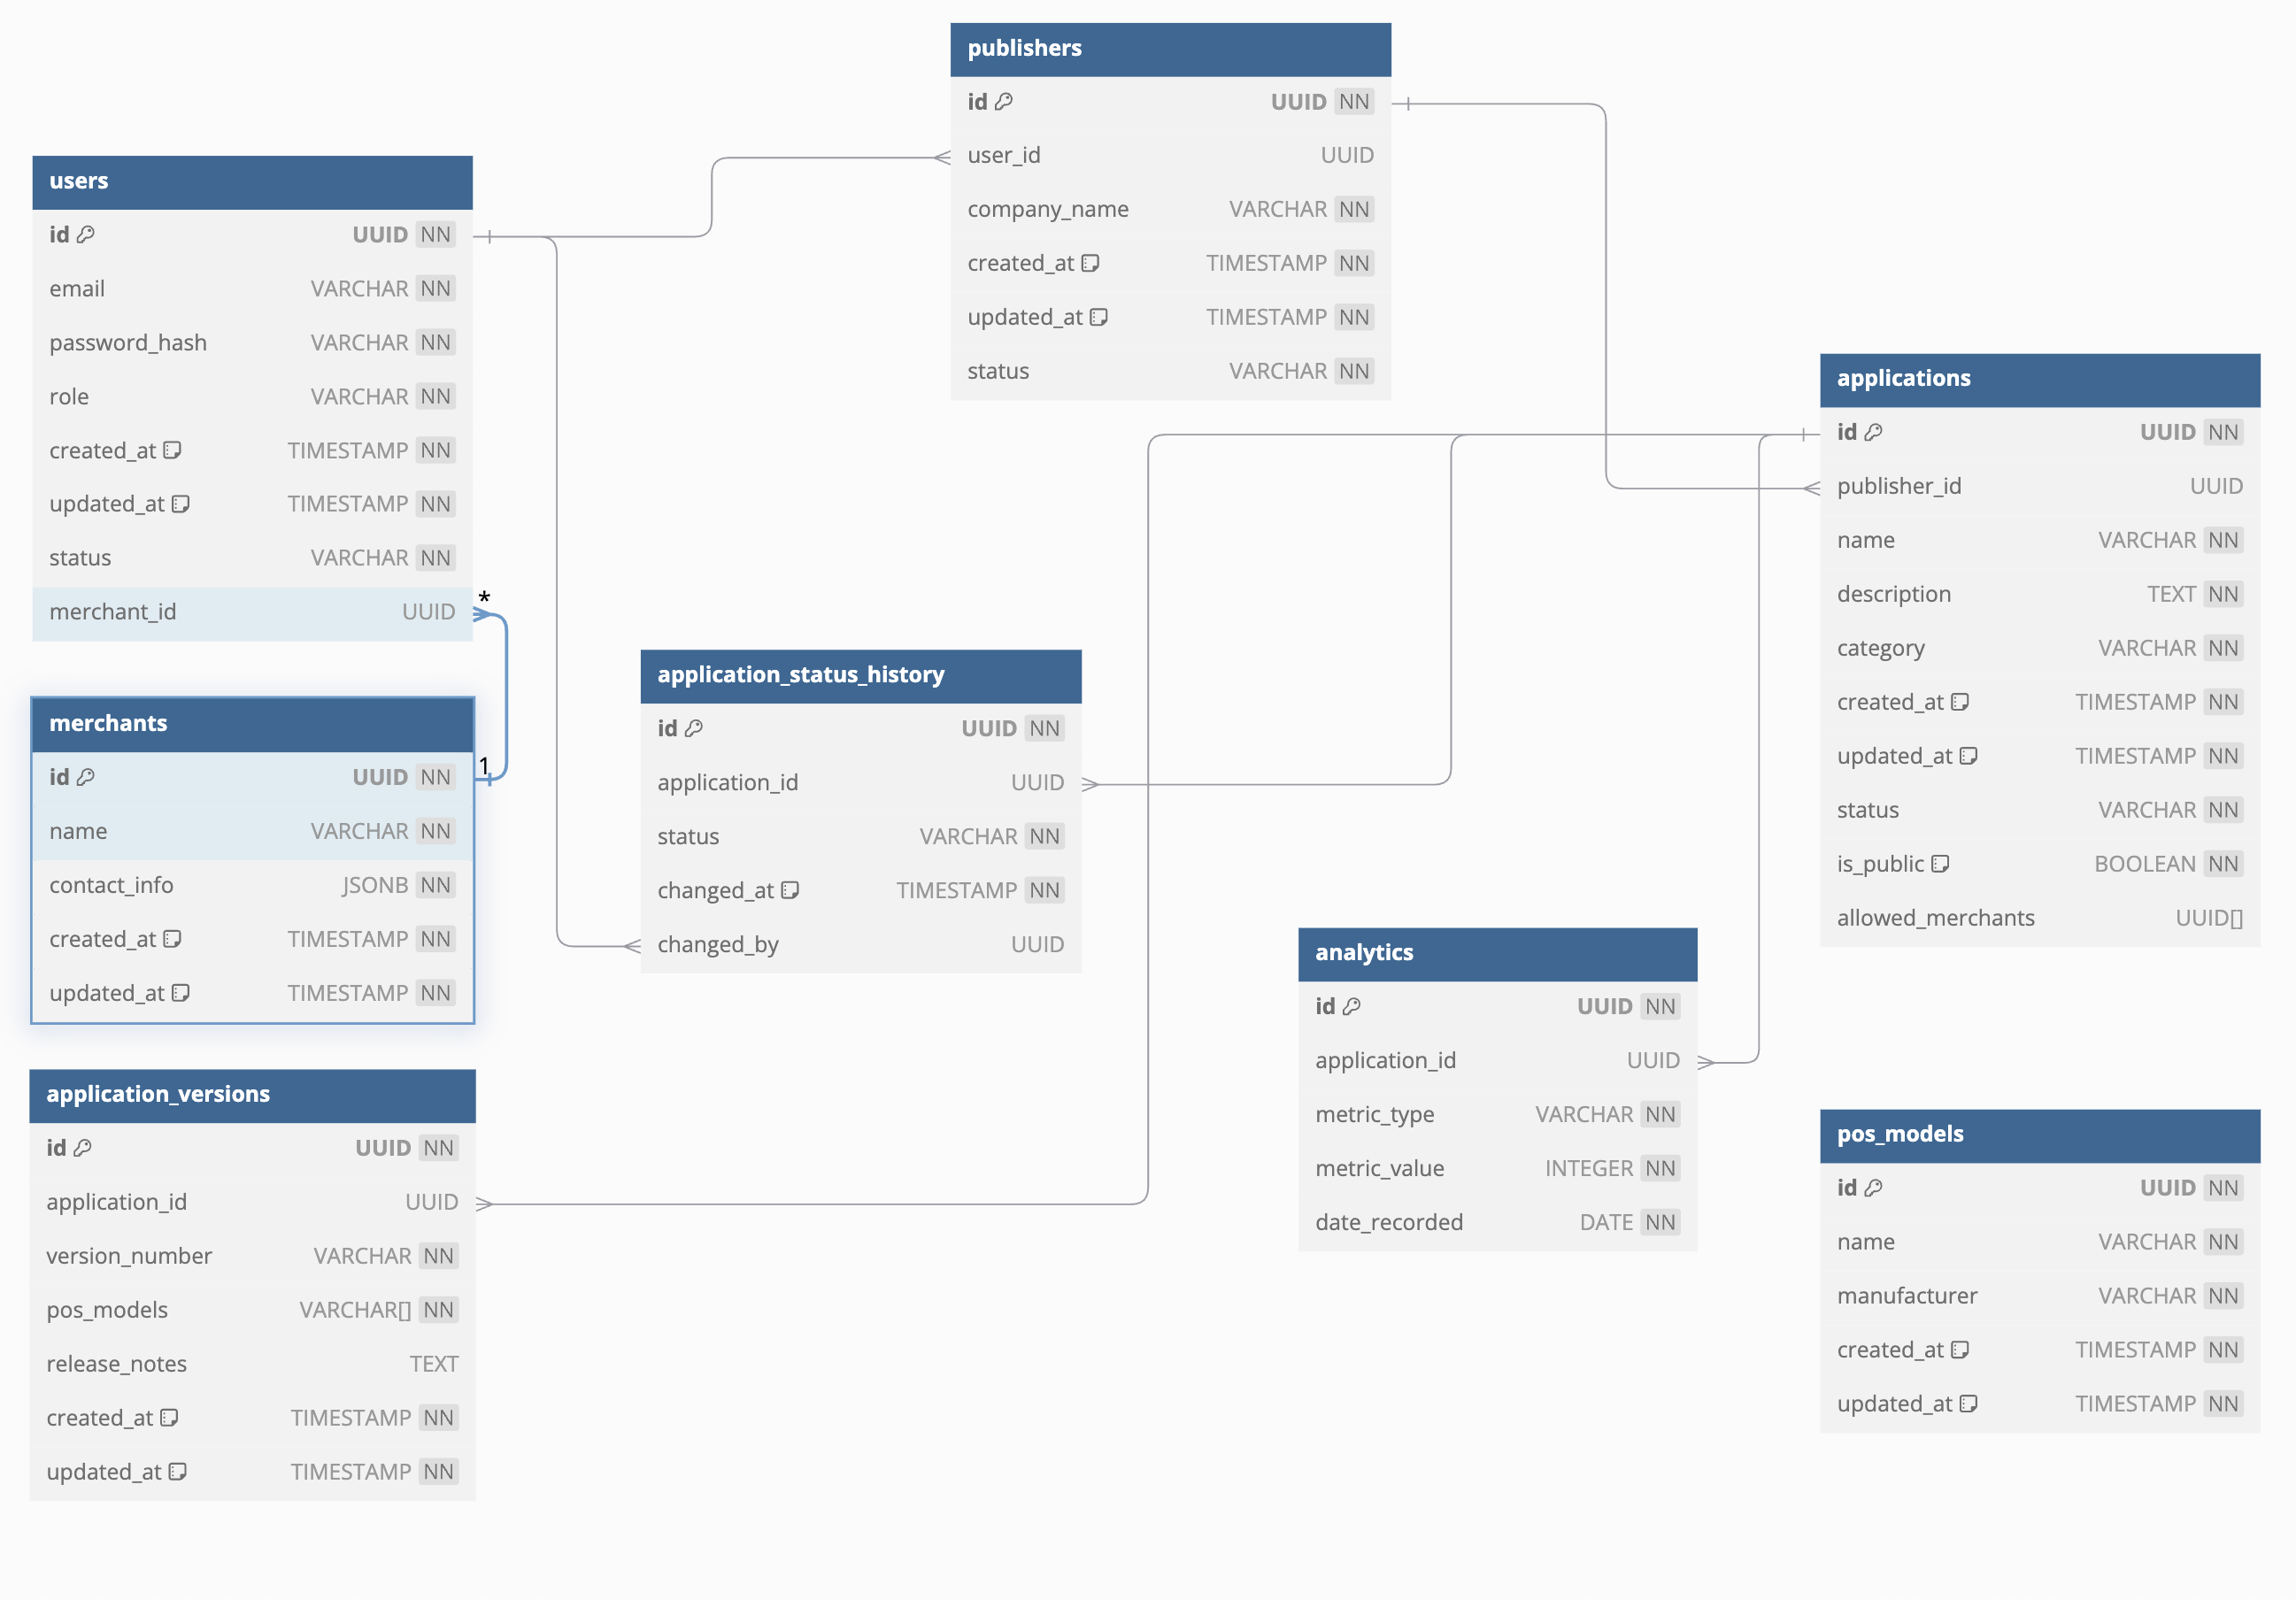 publishers
id UUID NN
user_id UUID
company_name VARCHAR NN
created_at TIMESTAMP NN
updated_at TIMESTAMP NN
status VARCHAR NN
users
id UUID NN
email VARCHAR NN
password_hash VARCHAR NN
role VARCHAR NN
created_at TIMESTAMP NN
updated_at TIMESTAMP NN
status VARCHAR NN
merchant_id UUID
*
applications
id UUID NN
publisher_id UUID
name VARCHAR NN
description TEXT NN
category VARCHAR NN
created_at TIMESTAMP NN
updated_at TIMESTAMP NN
status VARCHAR NN
is_public BOOLEAN NN
allowed_merchants UUID[]
merchants
1
id UUID NN
name VARCHAR NN
contact_info JSONB NN
created_at TIMESTAMP NN
updated_at TIMESTAMP NN
application_status_history
id UUID NN
application_id UUID
status VARCHAR NN
changed_at TIMESTAMP NN
changed_by UUID
analytics
id UUID NN
application_id UUID
metric_type VARCHAR NN
metric_value INTEGER NN
date_recorded DATE NN
application_versions
id UUID NN
application_id UUID
version_number VARCHAR NN
pos_models VARCHAR[] NN
release_notes TEXT
created_at TIMESTAMP NN
updated_at TIMESTAMP NN
pos_models
id UUID NN
name VARCHAR NN
manufacturer VARCHAR NN
created_at TIMESTAMP NN
updated_at TIMESTAMP NN